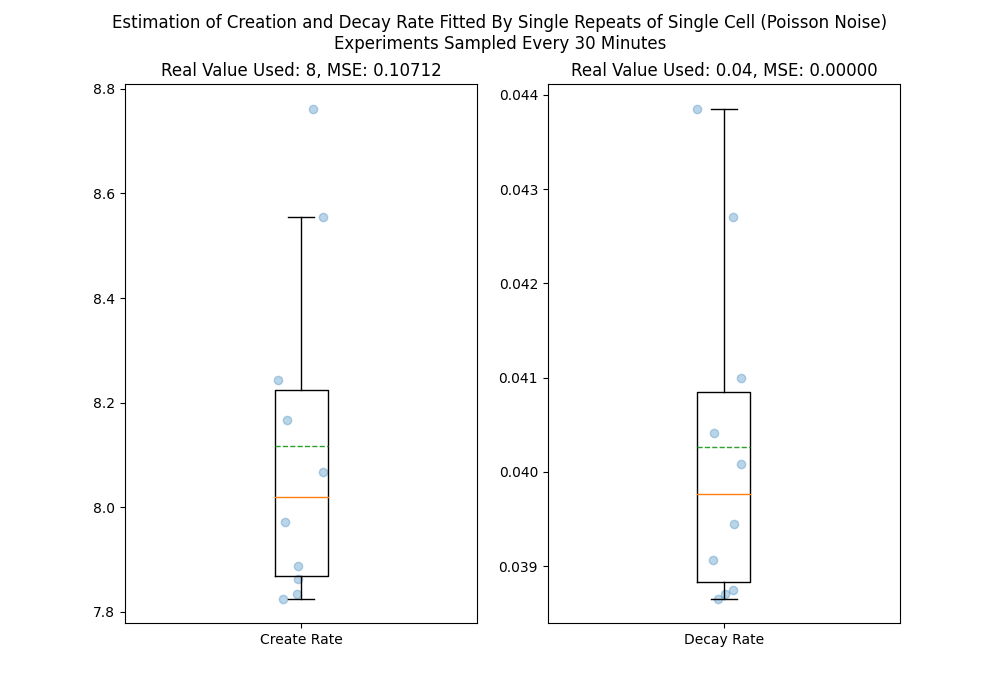 Estimation of Creation and Decay Rate Fitted By Single Repeats of Single Cell (Poisson Noise)
Experiments Sampled Every 30 Minutes
Real Value Used: 8, MSE: 0.10712
8.8
8.6
8.4
8.2
8.0
7.8
Create Rate
Real Value Used: 0.04, MSE: 0.00000
0.044
0.043
0.042
0.041
0.040
0.039
Decay Rate